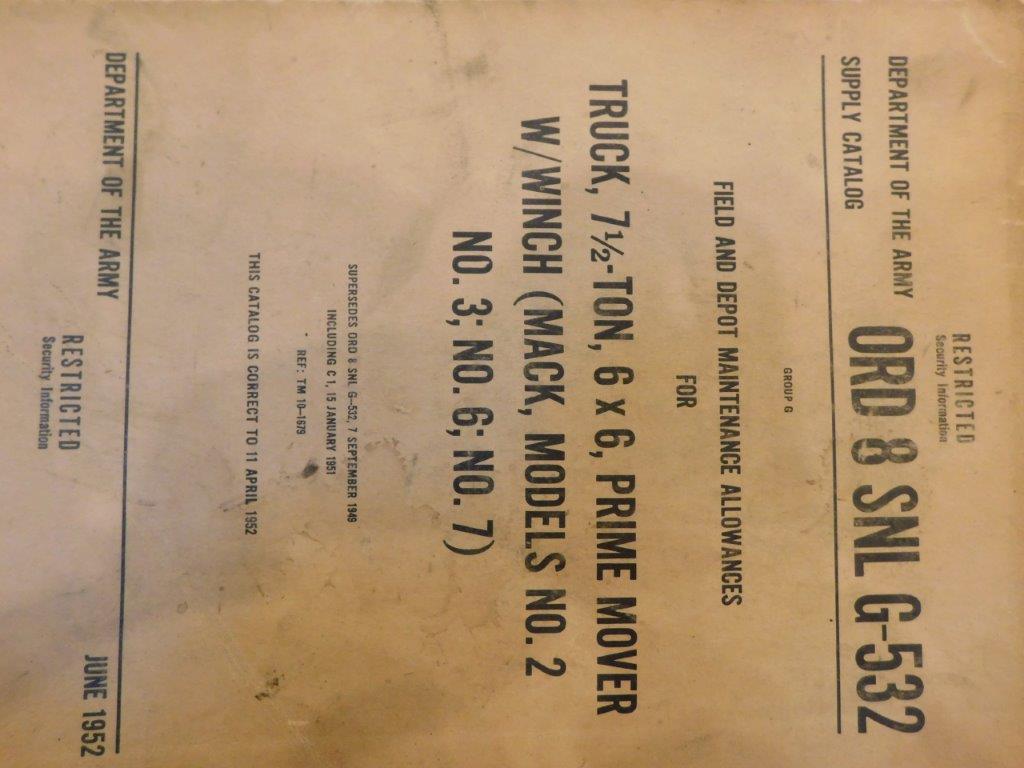 RESTRICTED
Security Information
DEPARTMENT OF THE ARMY
SUPPLY CATALOG
ORD 8 SNL G-532
GROUP G
FIELD AND DEPOT MAINTENANCE ALLOWANCES
FOR
TRUCK, 7½-TON, 6 x 6, PRIME MOVER
W/WINCH (MACK, MODELS NO. 2
NO. 3; NO. 6; NO. 7)
SUPERSEDES ORD 8 SNL G-532, 7 SEPTEMBER 1949
INCLUDING C 1, 15 JANUARY 1951
REF: TM 10-1679
THIS CATALOG IS CORRECT TO 11 APRIL 1952
DEPARTMENT OF THE ARMY
RESTRICTED
Security Information
JUNE 1952